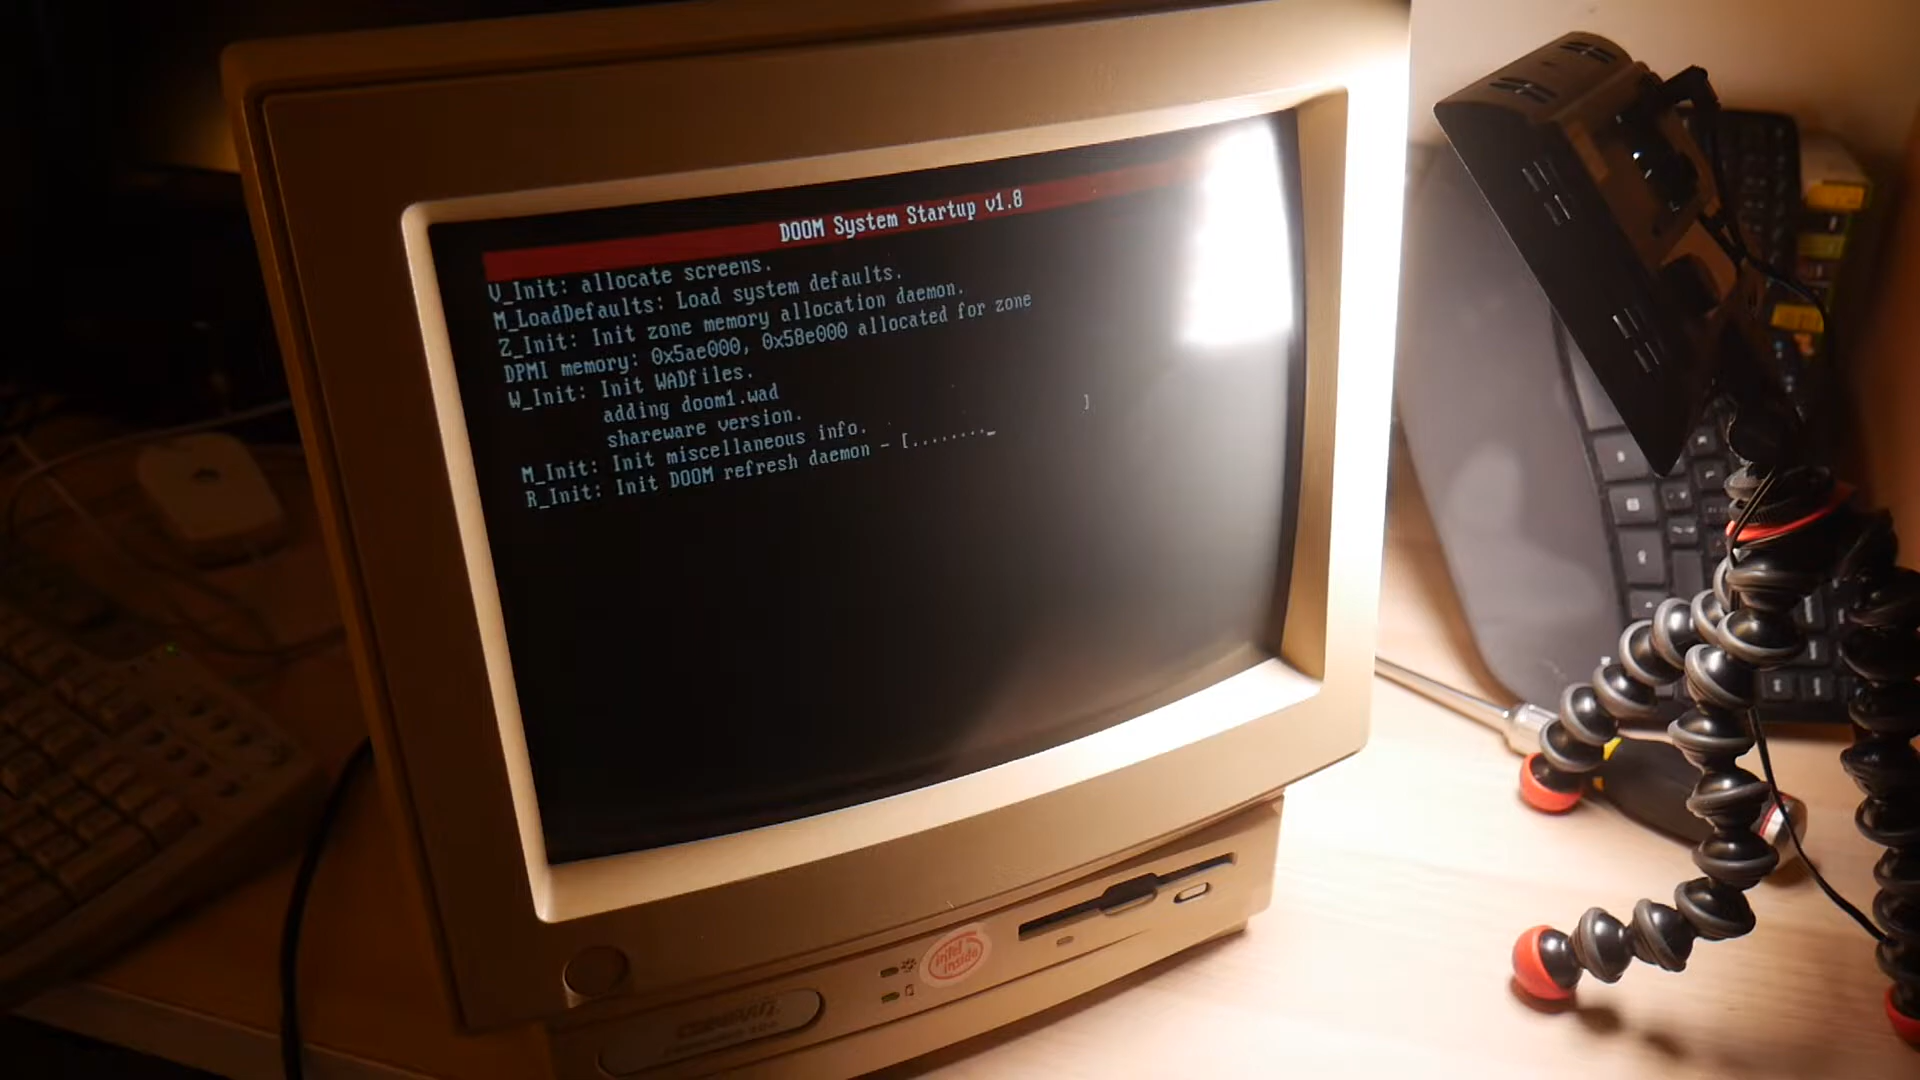 DOOM System Startup v1.8
V_Init: allocate screens.
M_LoadDefaults: Load system defaults.
Z_Init: Init zone memory allocation daemon.
DPMI memory: 0x5ae000, 0x58e000 allocated for zone
W_Init: Init WADfiles.
adding doom1.wad
shareware version.
M_Init: Init miscellaneous info.
R_Init: Init DOOM refresh daemon - [........_ ]
intel
inside